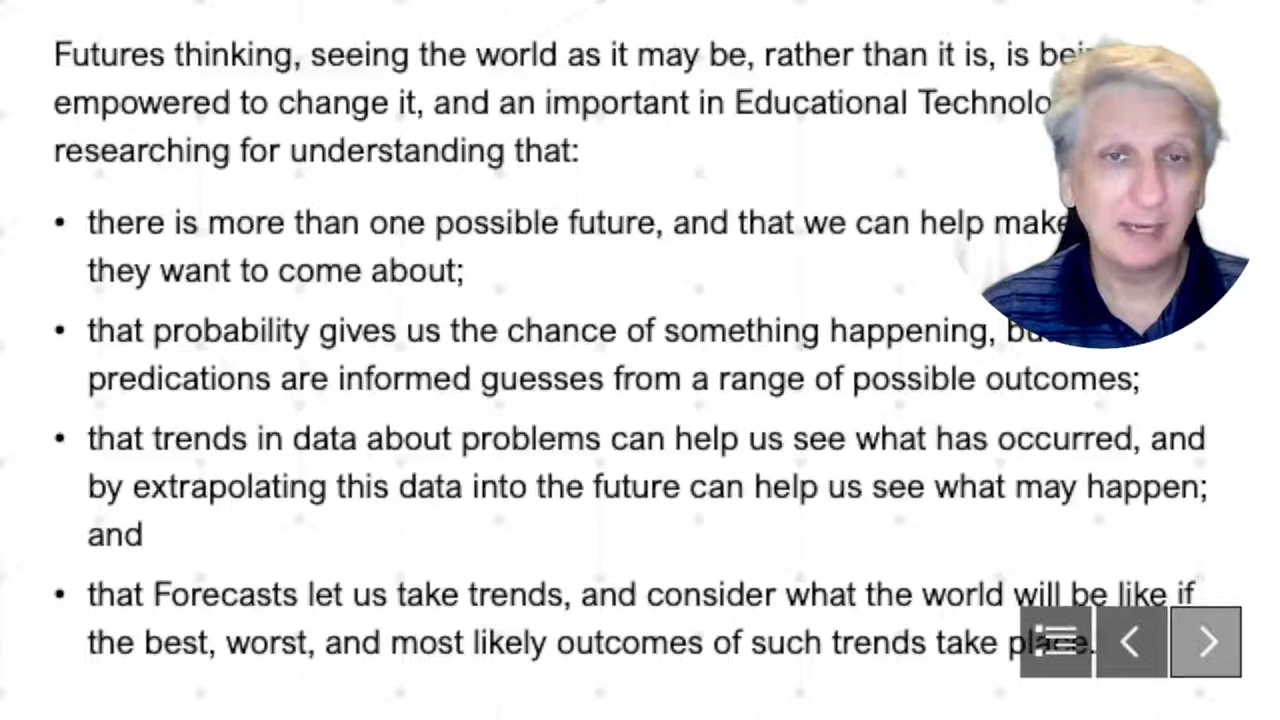 Futures thinking, seeing the world as it may be, rather than it is, is
empowered to change it, and an important in Educational
researching for understanding that:
• there is more than one possible future, and that we can help make
they want to come about;
• that probability gives us the chance of something happening,
predications are informed guesses from a range of possible outcomes;
• that trends in data about problems can help us see what has occurred, and
by extrapolating this data into the future can help us see what may happen;
and
• that Forecasts let us take trends, and consider what the world will be like if
the best, worst, and most likely outcomes of such trends take place.